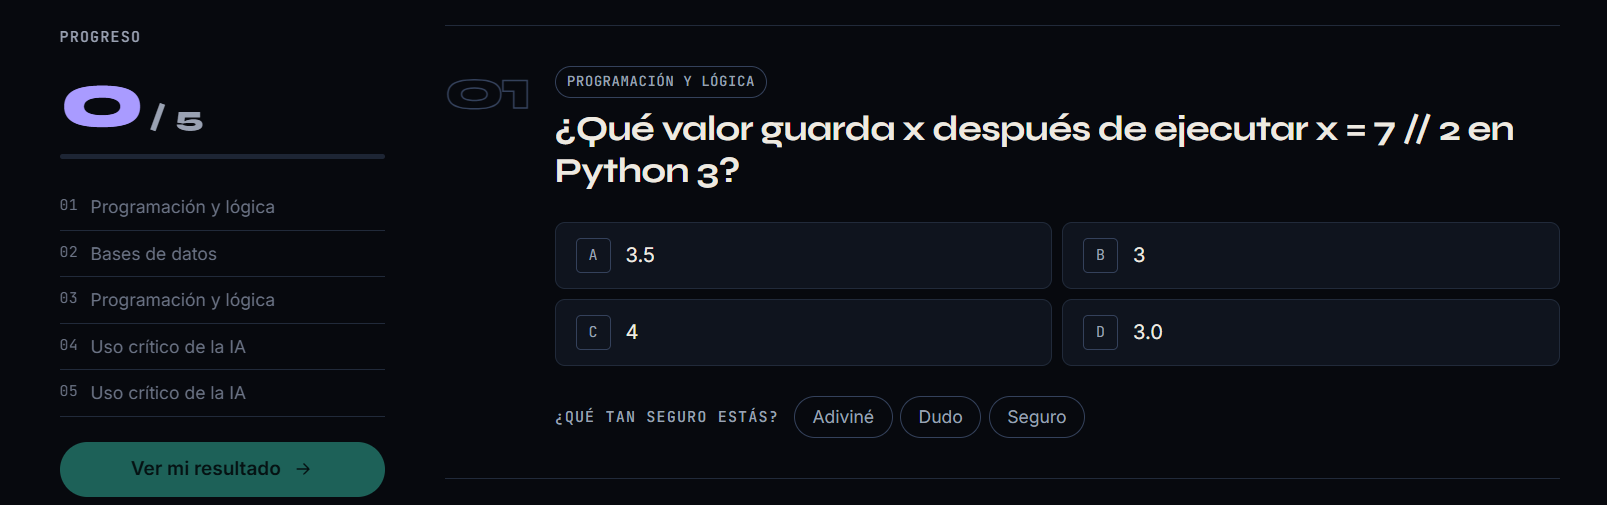 PROGRESO
0 / 5
01 Programación y lógica
02 Bases de datos
03 Programación y lógica
04 Uso crítico de la IA
05 Uso crítico de la IA
Ver mi resultado →
01
PROGRAMACIÓN Y LÓGICA
¿Qué valor guarda x después de ejecutar x = 7 // 2 en
Python 3?
A 3.5
B 3
C 4
D 3.0
¿QUÉ TAN SEGURO ESTÁS? Adiviné Dudo Seguro